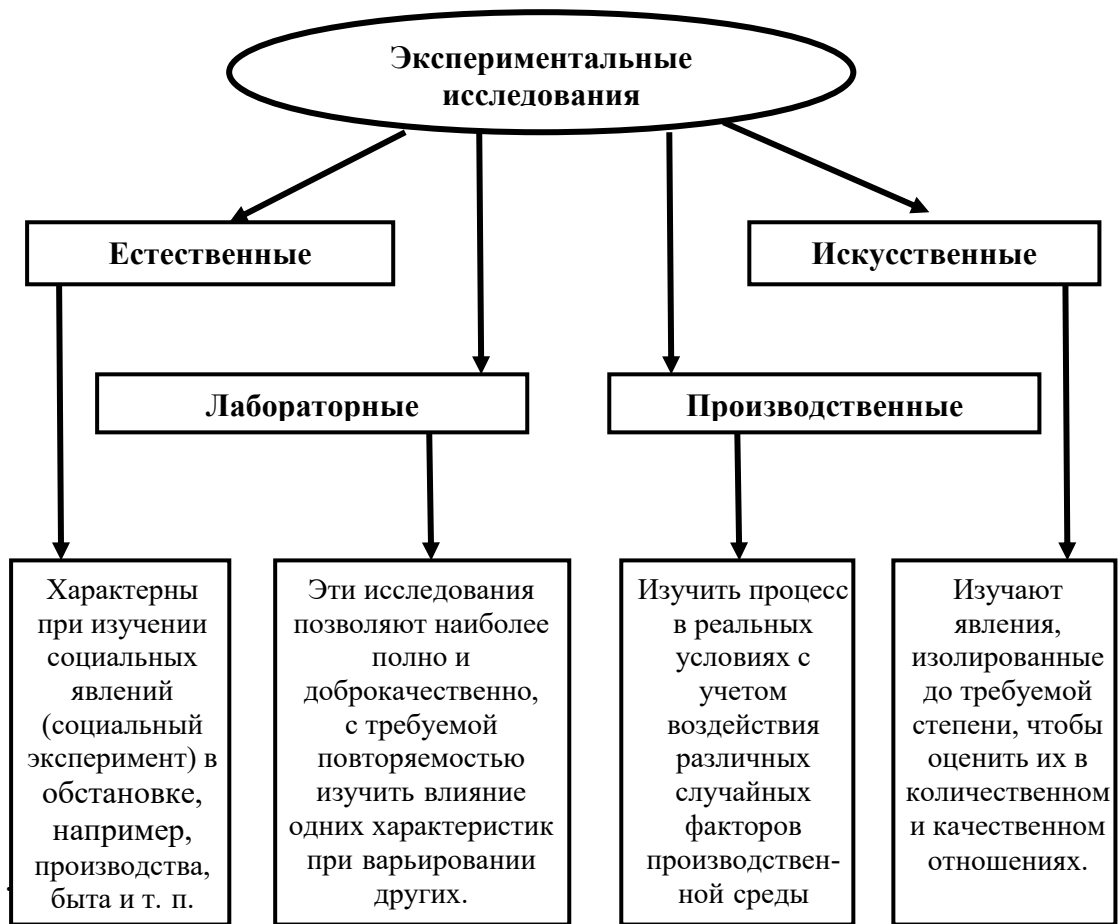 Экспериментальные
исследования
Естественные
Искусственные
Лабораторные
Производственные
Характерны
при изучении
социальных
явлений
(социальный
эксперимент) в
обстановке,
например,
производства,
быта и т. п.
Эти исследования
позволяют наиболее
полно и
доброкачественно,
с требуемой
повторяемостью
изучить влияние
одних характеристик
при варьировании
других.
Изучить процесс
в реальных
условиях с
учетом
воздействия
различных
случайных
факторов
производствен-
ной среды
Изучают
явления,
изолированные
до требуемой
степени, чтобы
оценить их в
количественном
и качественном
отношениях.